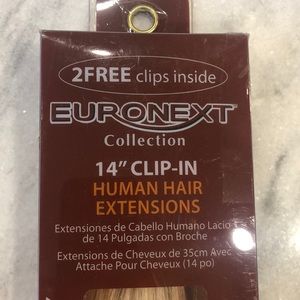 2FREE clips inside
EURONEXT
Collection
14" CLIP-IN
HUMAN HAIR
EXTENSIONS
Extensiones de Cabello Humano Lacio
de 14 Pulgadas con Broche
Extensions de Cheveux de 35cm Avec
Attache Pour Cheveux (14 po)